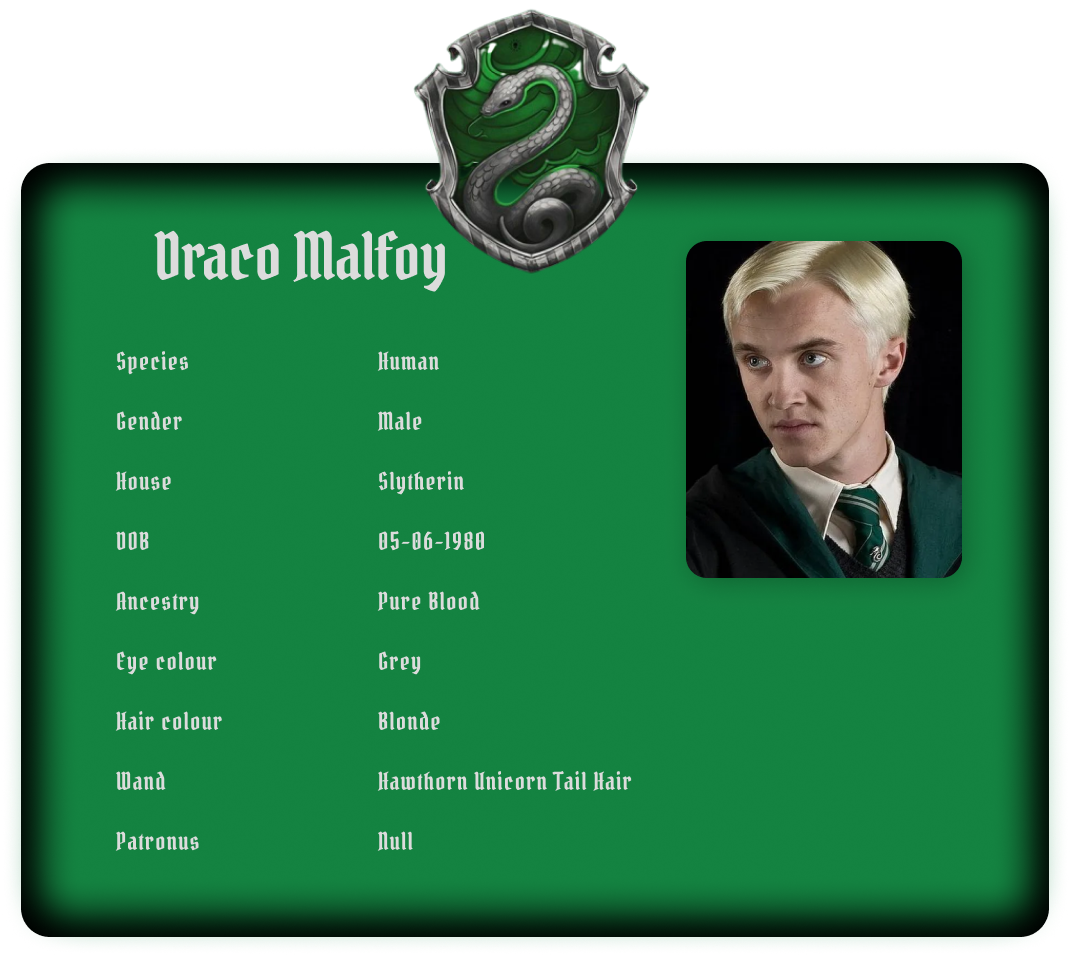 Draco Malfoy
Species Human
Gender Male
House Slytherin
DOB 05-06-1980
Ancestry Pure Blood
Eye colour Grey
Hair colour Blonde
Wand Hawthorn Unicorn Tail Hair
Patronus Null